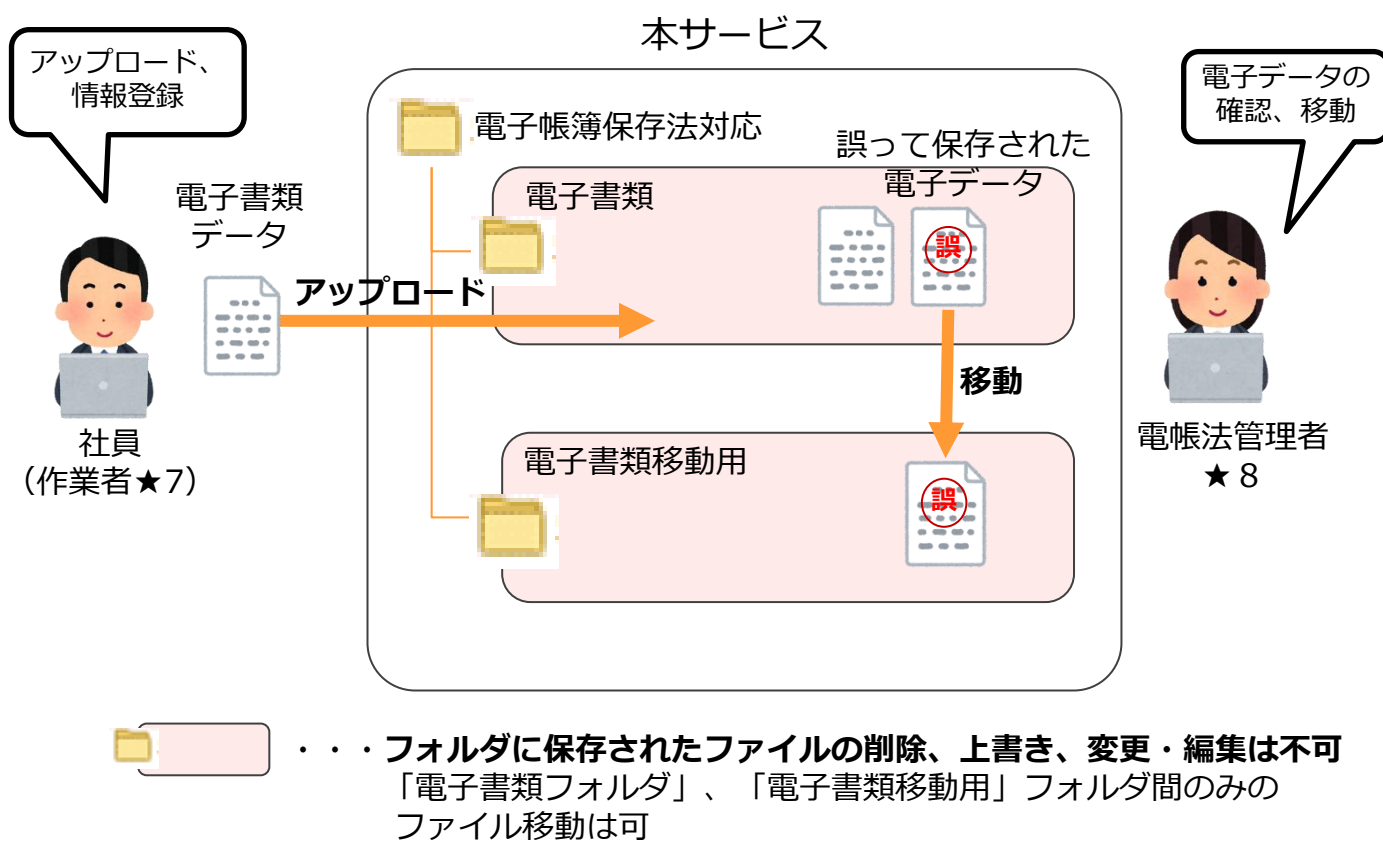 本サービス
アップロード、
情報登録
電子データの
確認、移動
電子帳簿保存法対応
誤って保存された
電子データ
電子書類
電子書類
データ
誤
アップロード
移動
社員
（作業者★7）
電帳法管理者
★８
電子書類移動用
誤
・・・フォルダに保存されたファイルの削除、上書き、変更・編集は不可
「電子書類フォルダ」、「電子書類移動用」フォルダ間のみの
ファイル移動は可